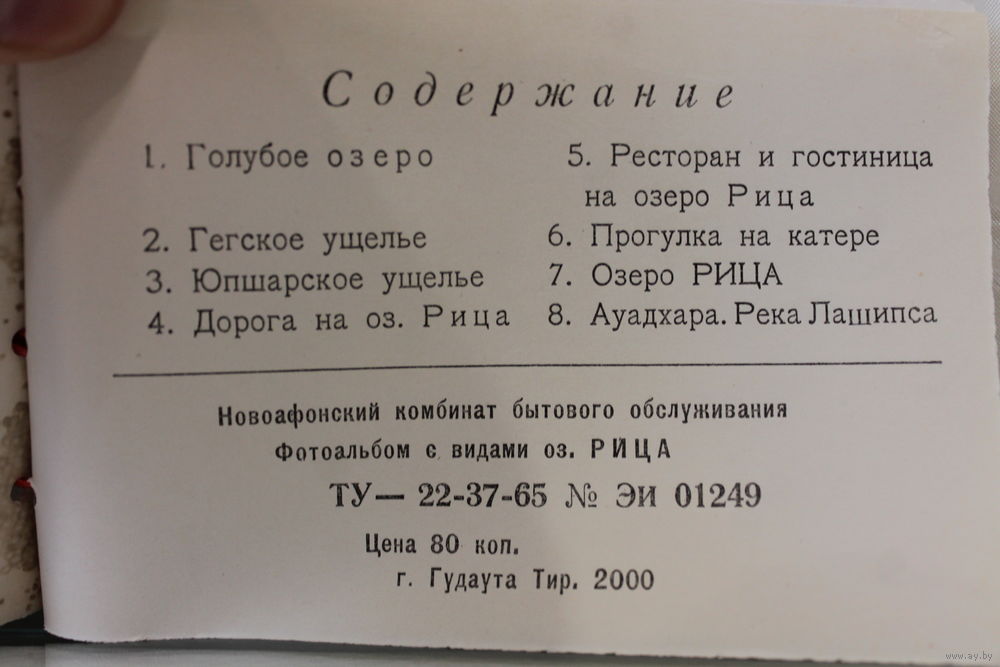 Содержание
1. Голубое озеро
2. Гегское ущелье
3. Юпшарское ущелье
4. Дорога на оз. Рица
5. Ресторан и гостиница
на озеро Рица
6. Прогулка на катере
7. Озеро РИЦА
8. Ауадхара. Река Лашипса
Новоафонский комбинат бытового обслуживания
Фотоальбом с видами оз. РИЦА
ТУ— 22-37-65 № ЭИ 01249
Цена 80 коп.
г. Гудаута Тир. 2000
www.ay.by